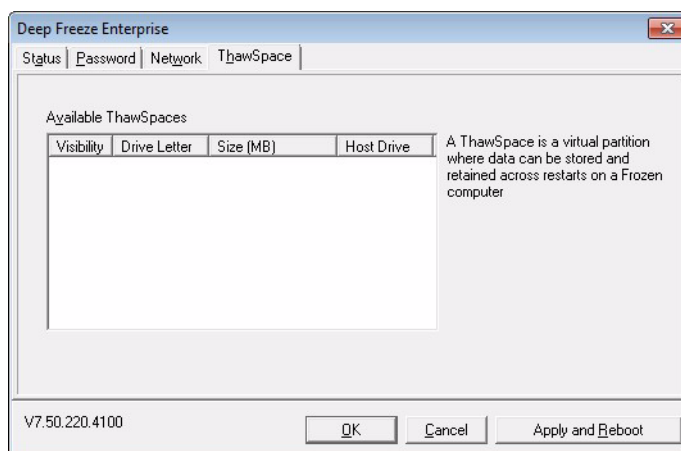 Deep Freeze Enterprise
Status Password Network ThawSpace
Available ThawSpaces
Visibility Drive Letter Size (MB) Host Drive
A ThawSpace is a virtual partition
where data can be stored and
retained across restarts on a Frozen
computer
V7.50.220.4100
OK Cancel Apply and Reboot